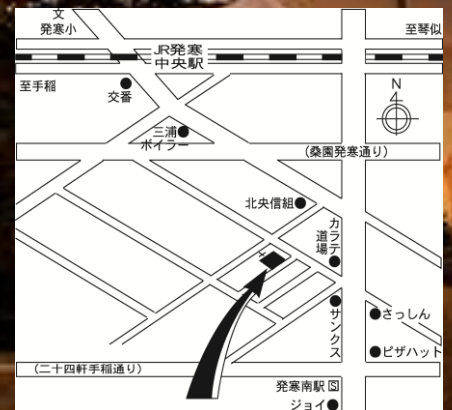 文
発寒小
至琴似
JR発寒
中央駅
至手稲
交番
N
三浦
ボイラー
(桑園発寒通り)
北央信組
カラテ
道場
サンクス
さっしん
ピザハット
(二十四軒手稲通り)
発寒南駅 S
ジョイ